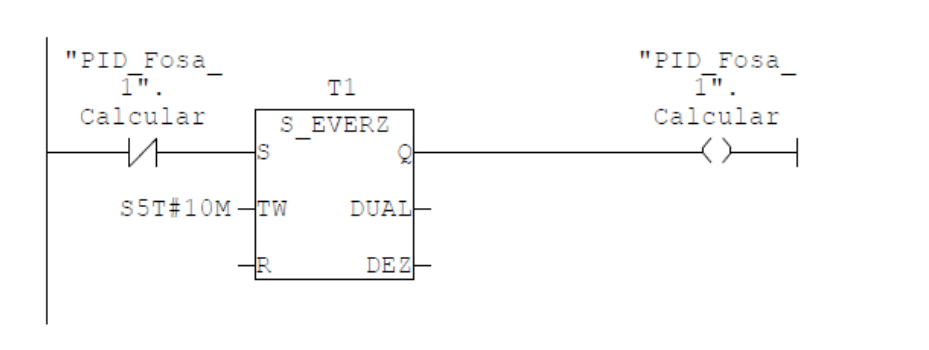 "PID_Fosa_
1".
Calcular
T1
S_EVERZ
S
Q
S5T#10M
TW
DUAL
R
DEZ
"PID_Fosa_
1".
Calcular